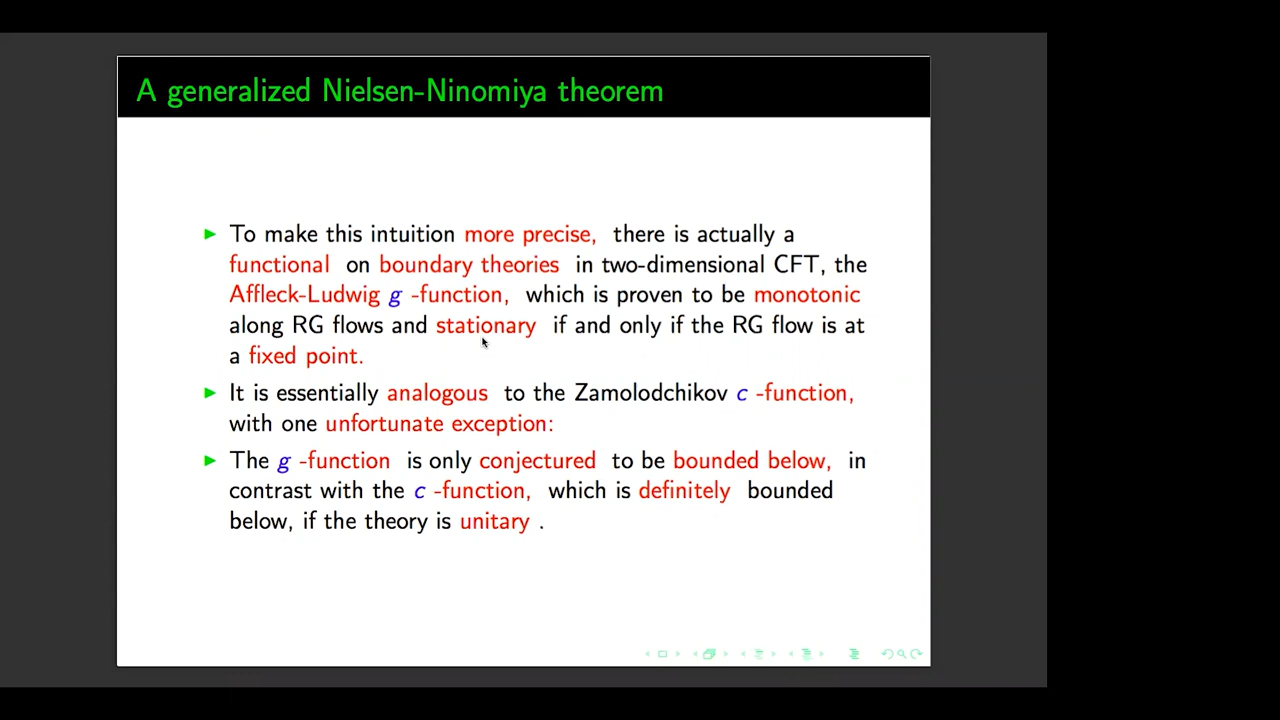 A generalized Nielsen-Ninomiya theorem
▶ To make this intuition more precise, there is actually a
functional on boundary theories in two-dimensional CFT, the
Affleck-Ludwig g -function, which is proven to be monotonic
along RG flows and stationary if and only if the RG flow is at
a fixed point.
▶ It is essentially analogous to the Zamolodchikov c -function,
with one unfortunate exception:
▶ The g -function is only conjectured to be bounded below, in
contrast with the c -function, which is definitely bounded
below, if the theory is unitary .